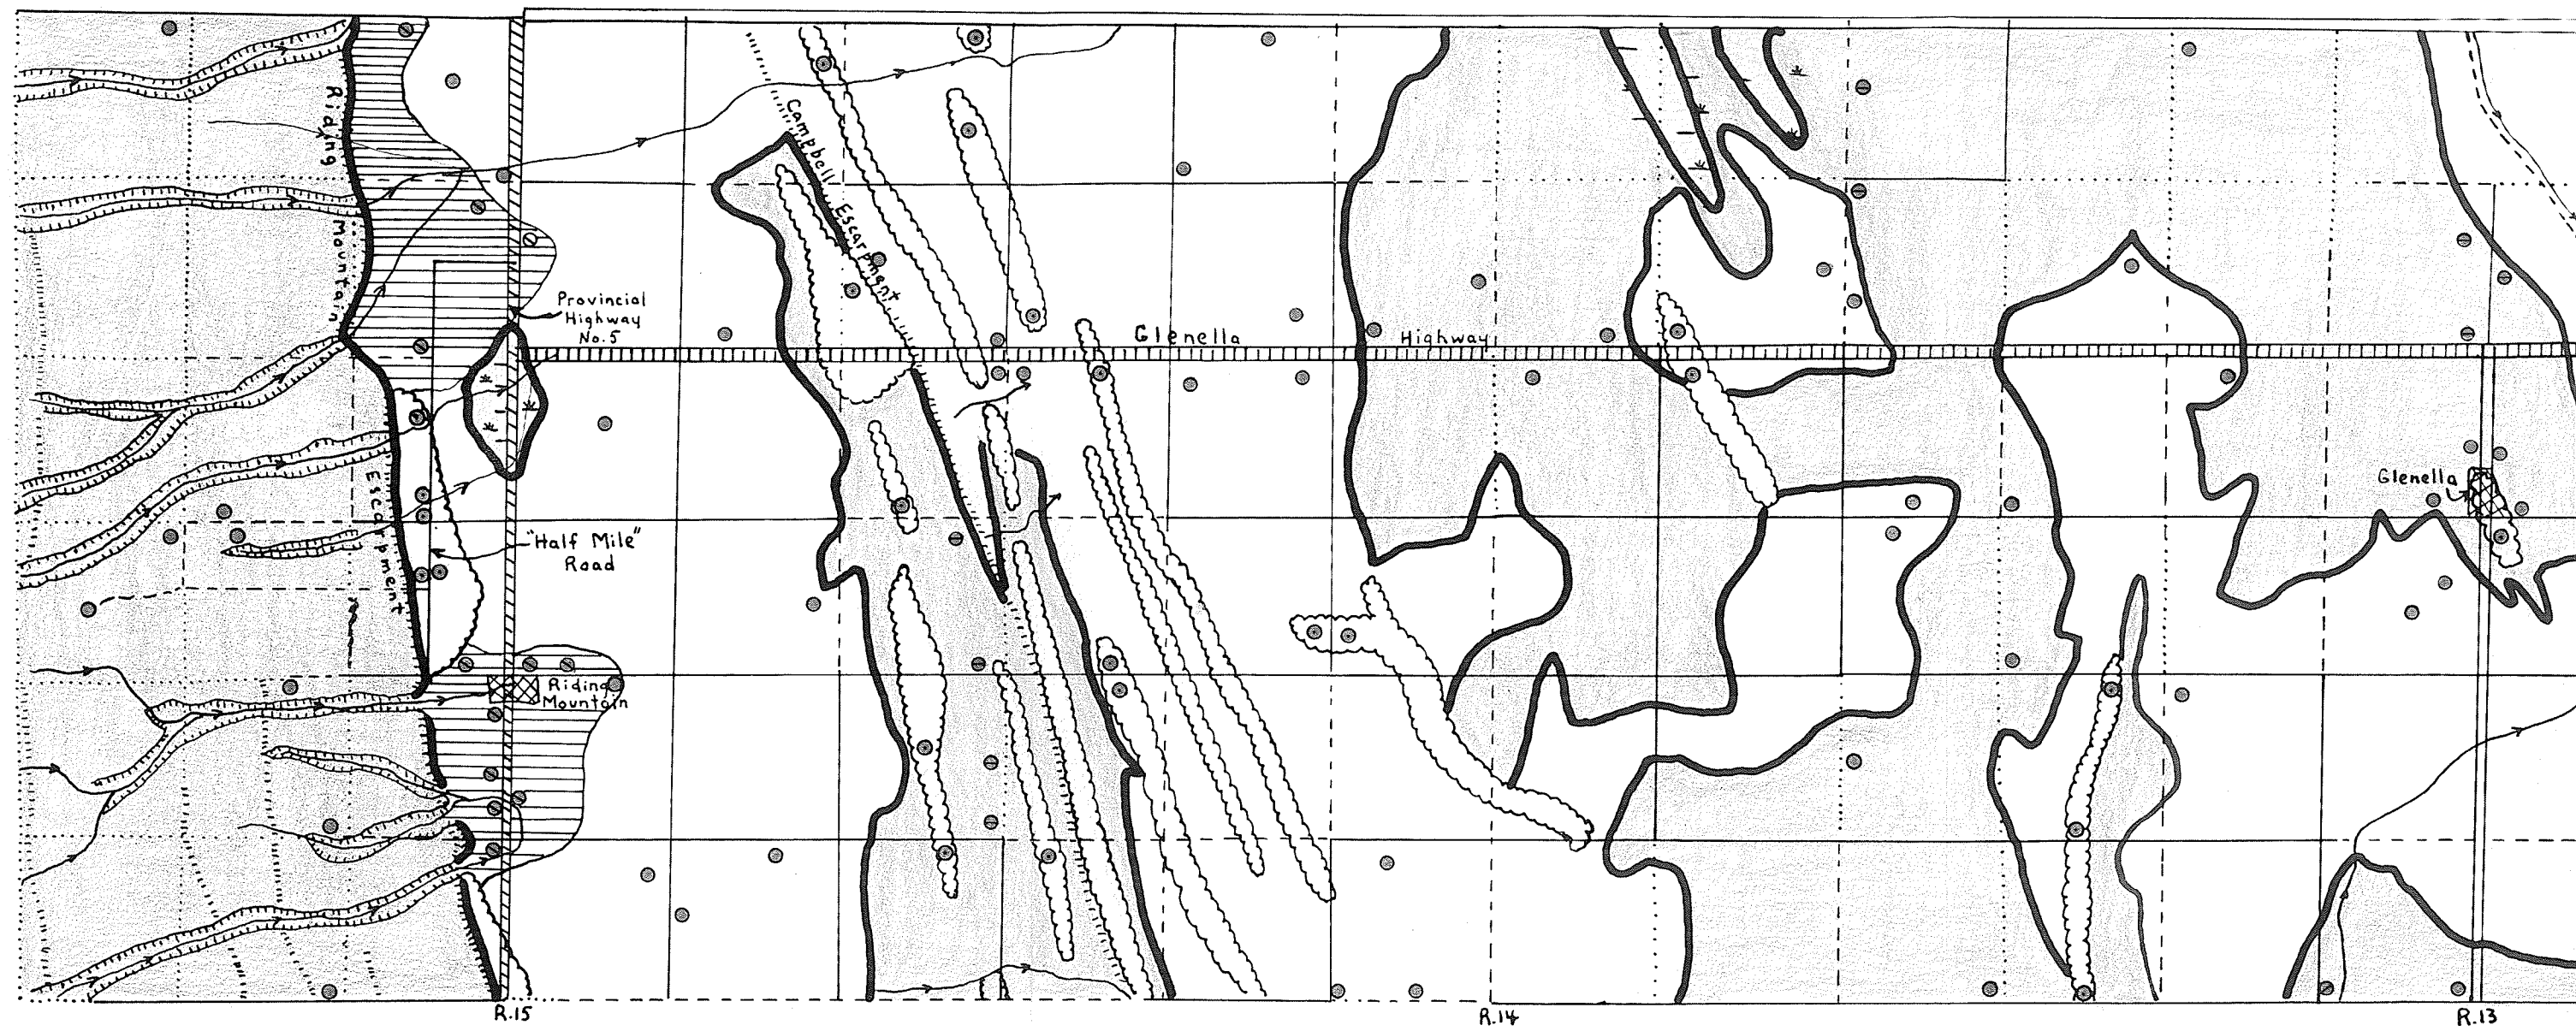 Riding
Mountain
Escarpment
Campbell
Escarpment
Provincial
Highway
No.5
Glenella
Highway
Glenella
"Half Mile"
Road
Riding
Mountain
R.15
R.14
R.13